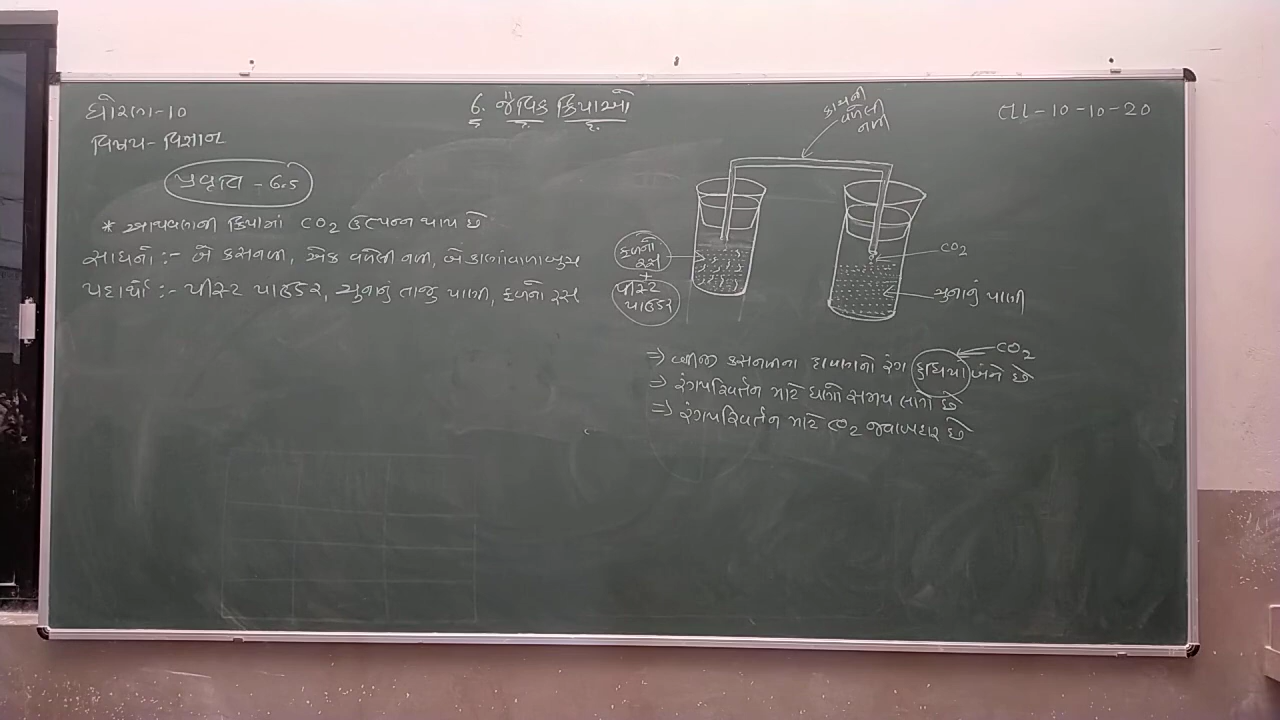 ધોરણ-10
વિષય- વિજ્ઞાન
6. જૈવિક ક્રિયાઓ
તા-10-10-20
પ્રવૃત્તિ - 6.5
* આથવણની ક્રિયામાં CO2 ઉત્પન્ન થાય છે
સાધનો :- બે કસનળી, એક વળેલી નળી, બે કાણાંવાળા બુચ
પદાર્થો :- યીસ્ટ પાઉડર, ચુનાનું તાજુ પાણી, ફળનો રસ
કાચની
વળેલી
નળી
ફળનો
રસ
+
યીસ્ટ
પાઉડર
CO2
ચુનાનું પાણી
CO2
=> બીજી કસનળીના દ્રાવણનો રંગ દુધિયો બને છે
=> રંગપરિવર્તન માટે ઘણો સમય લાગે છે
=> રંગપરિવર્તન માટે CO2 જવાબદાર છે